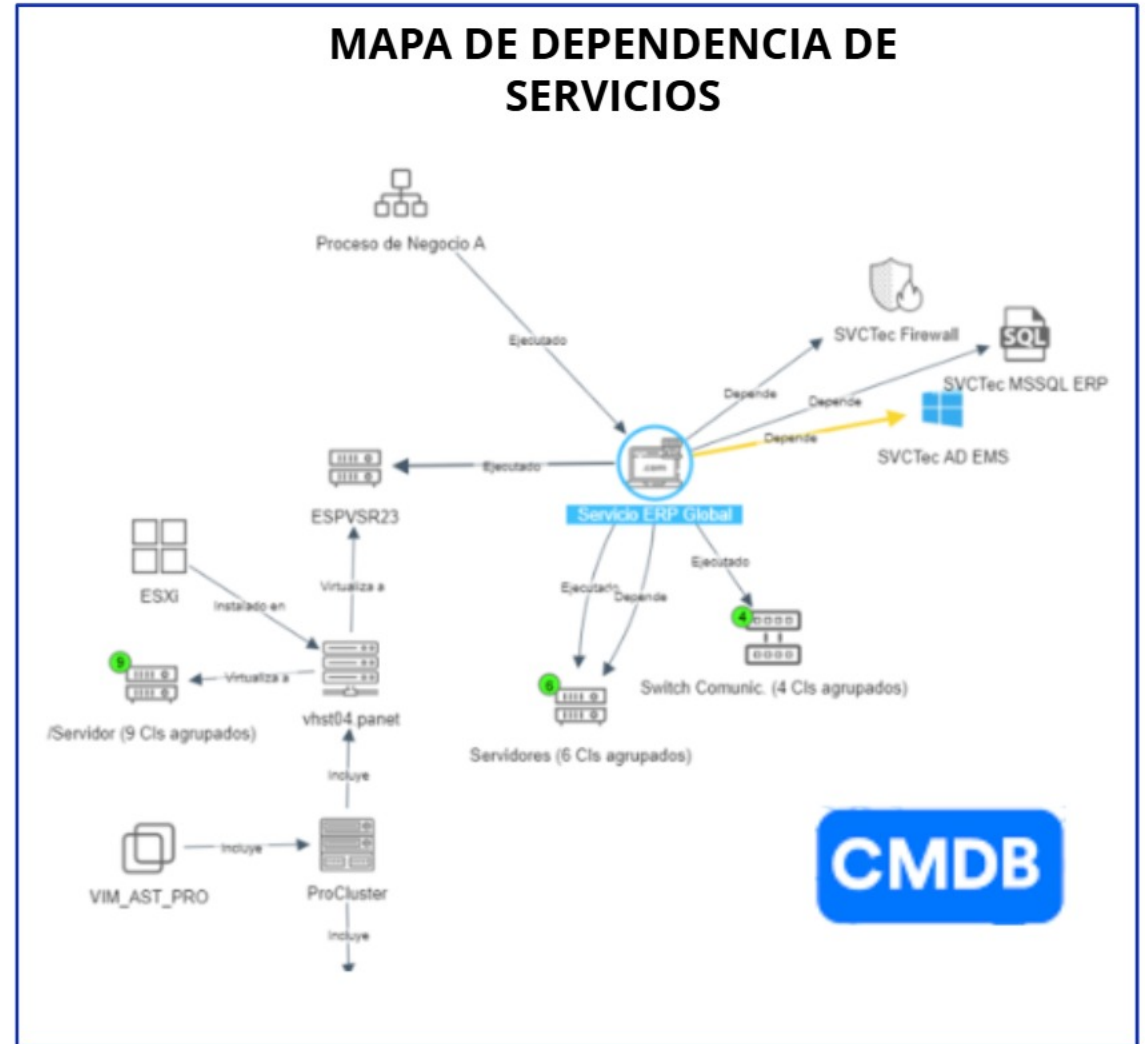 MAPA DE DEPENDENCIA DE
SERVICIOS
Proceso de Negocio A
Ejecutado
SVCTec Firewall
SQL
SVCTec MSSQL ERP
Depende
Depende
Depende
SVCTec AD EMS
.com
Servicio ERP Global
Ejecutado
ESPVSR23
Virtualiza a
ESXi
Instalado en
Ejecutado
Depende
Ejecutado
4
Switch Comunic. (4 CIs agrupados)
6
Servidores (6 CIs agrupados)
9
Virtualiza a
/Servidor (9 CIs agrupados)
vhst04.panet
Incluye
VIM_AST_PRO
Incluye
ProCluster
Incluye
CMDB